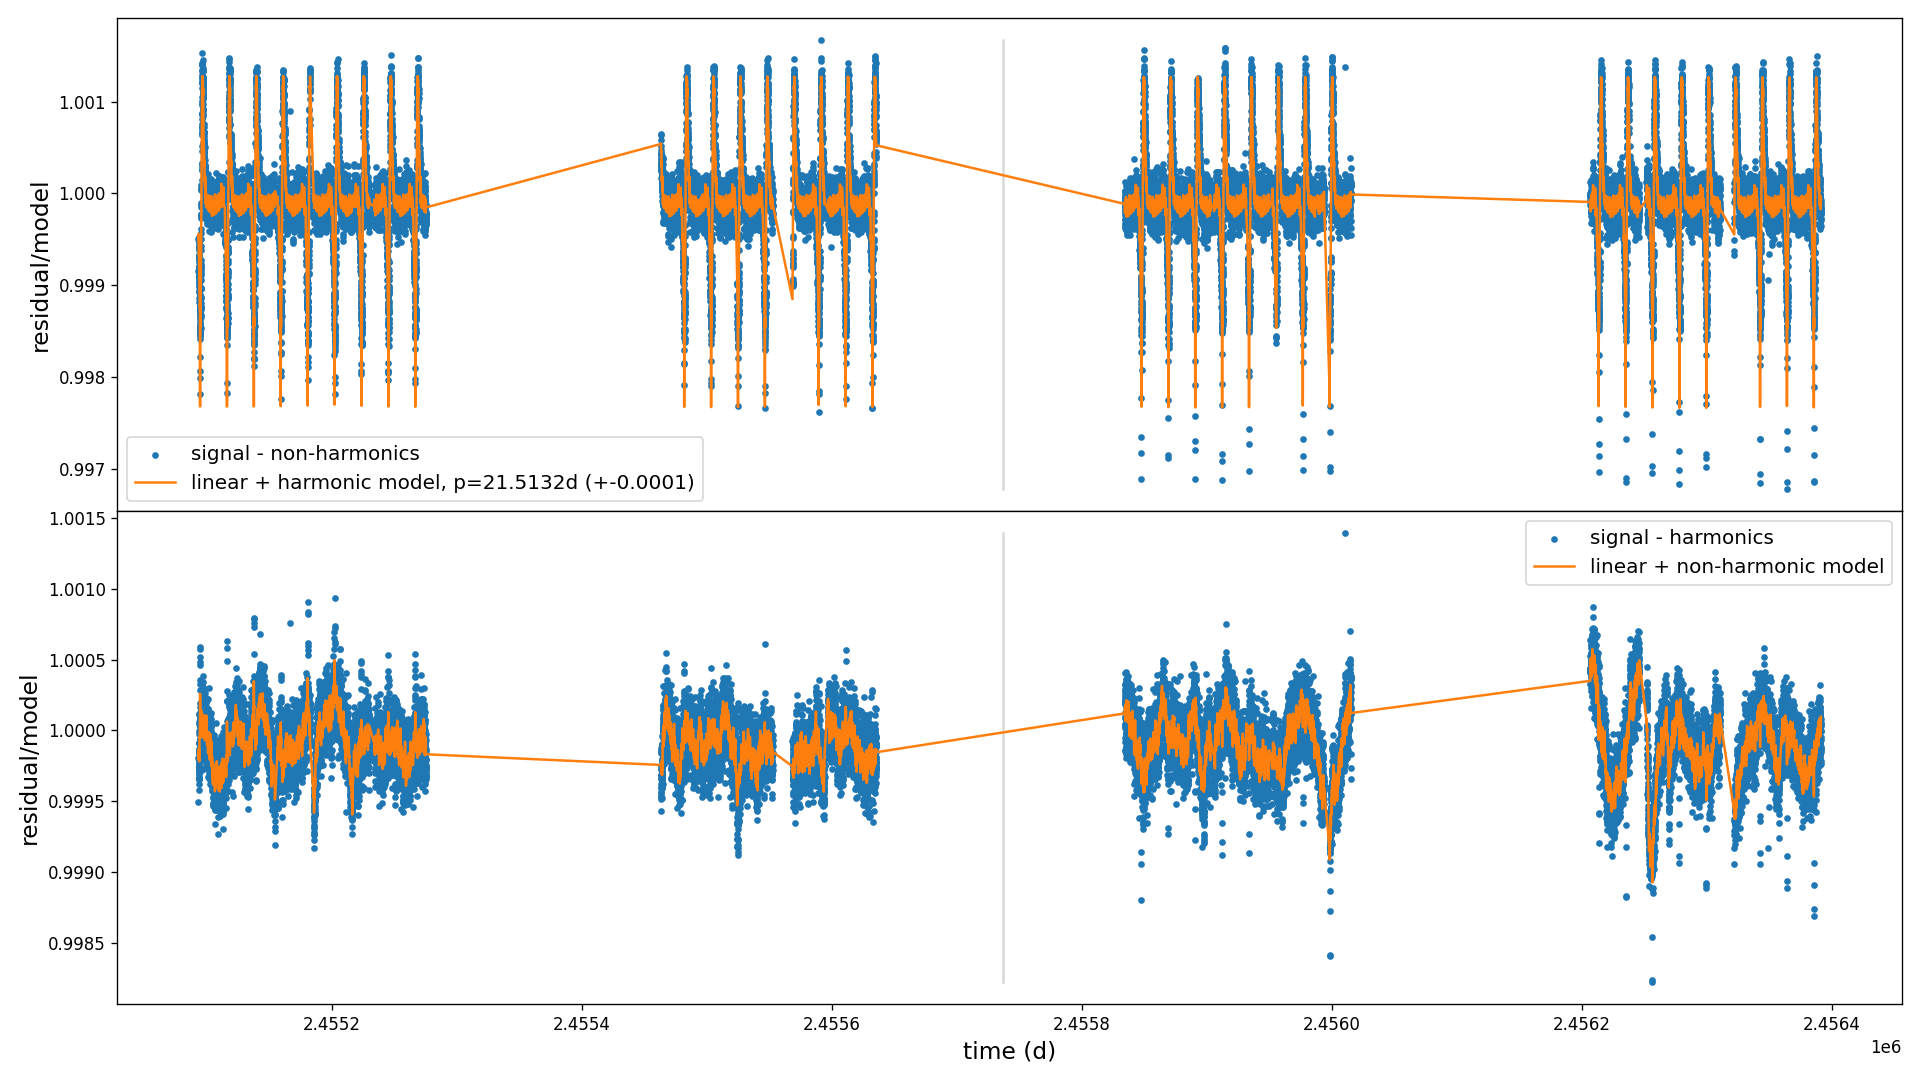 residual/model
1.001
1.000
0.999
0.998
0.997
signal - non-harmonics
linear + harmonic model, p=21.5132d (+-0.0001)
residual/model
1.0015
1.0010
1.0005
1.0000
0.9995
0.9990
0.9985
signal - harmonics
linear + non-harmonic model
2.4552 2.4554 2.4556 2.4558 2.4560 2.4562 2.4564
1e6
time (d)